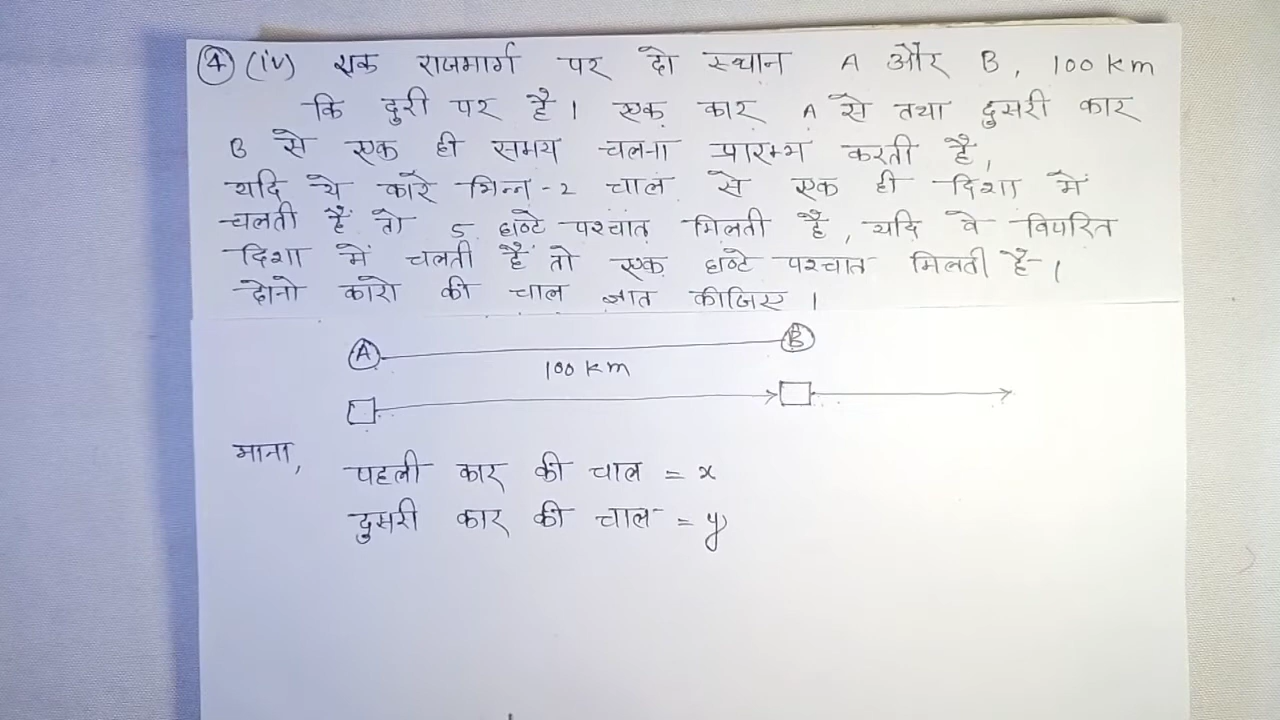 ④ (iv) एक राजमार्ग पर दो स्थान A और B, 100 km
कि दुरी पर है। एक कार A से तथा दुसरी कार
B से एक ही समय चलना प्रारम्भ करती है,
यदि ये कारे भिन्न-2 चाल से एक ही दिशा में
चलती हैं तो 5 घण्टे पश्चात मिलती है, यदि वे विपरित
दिशा में चलती हैं तो एक घण्टे पश्चात मिलती है।
दोनो कारो की चाल ज्ञात कीजिए।
A B
100 km
माना,
पहली कार की चाल = x
दुसरी कार की चाल = y